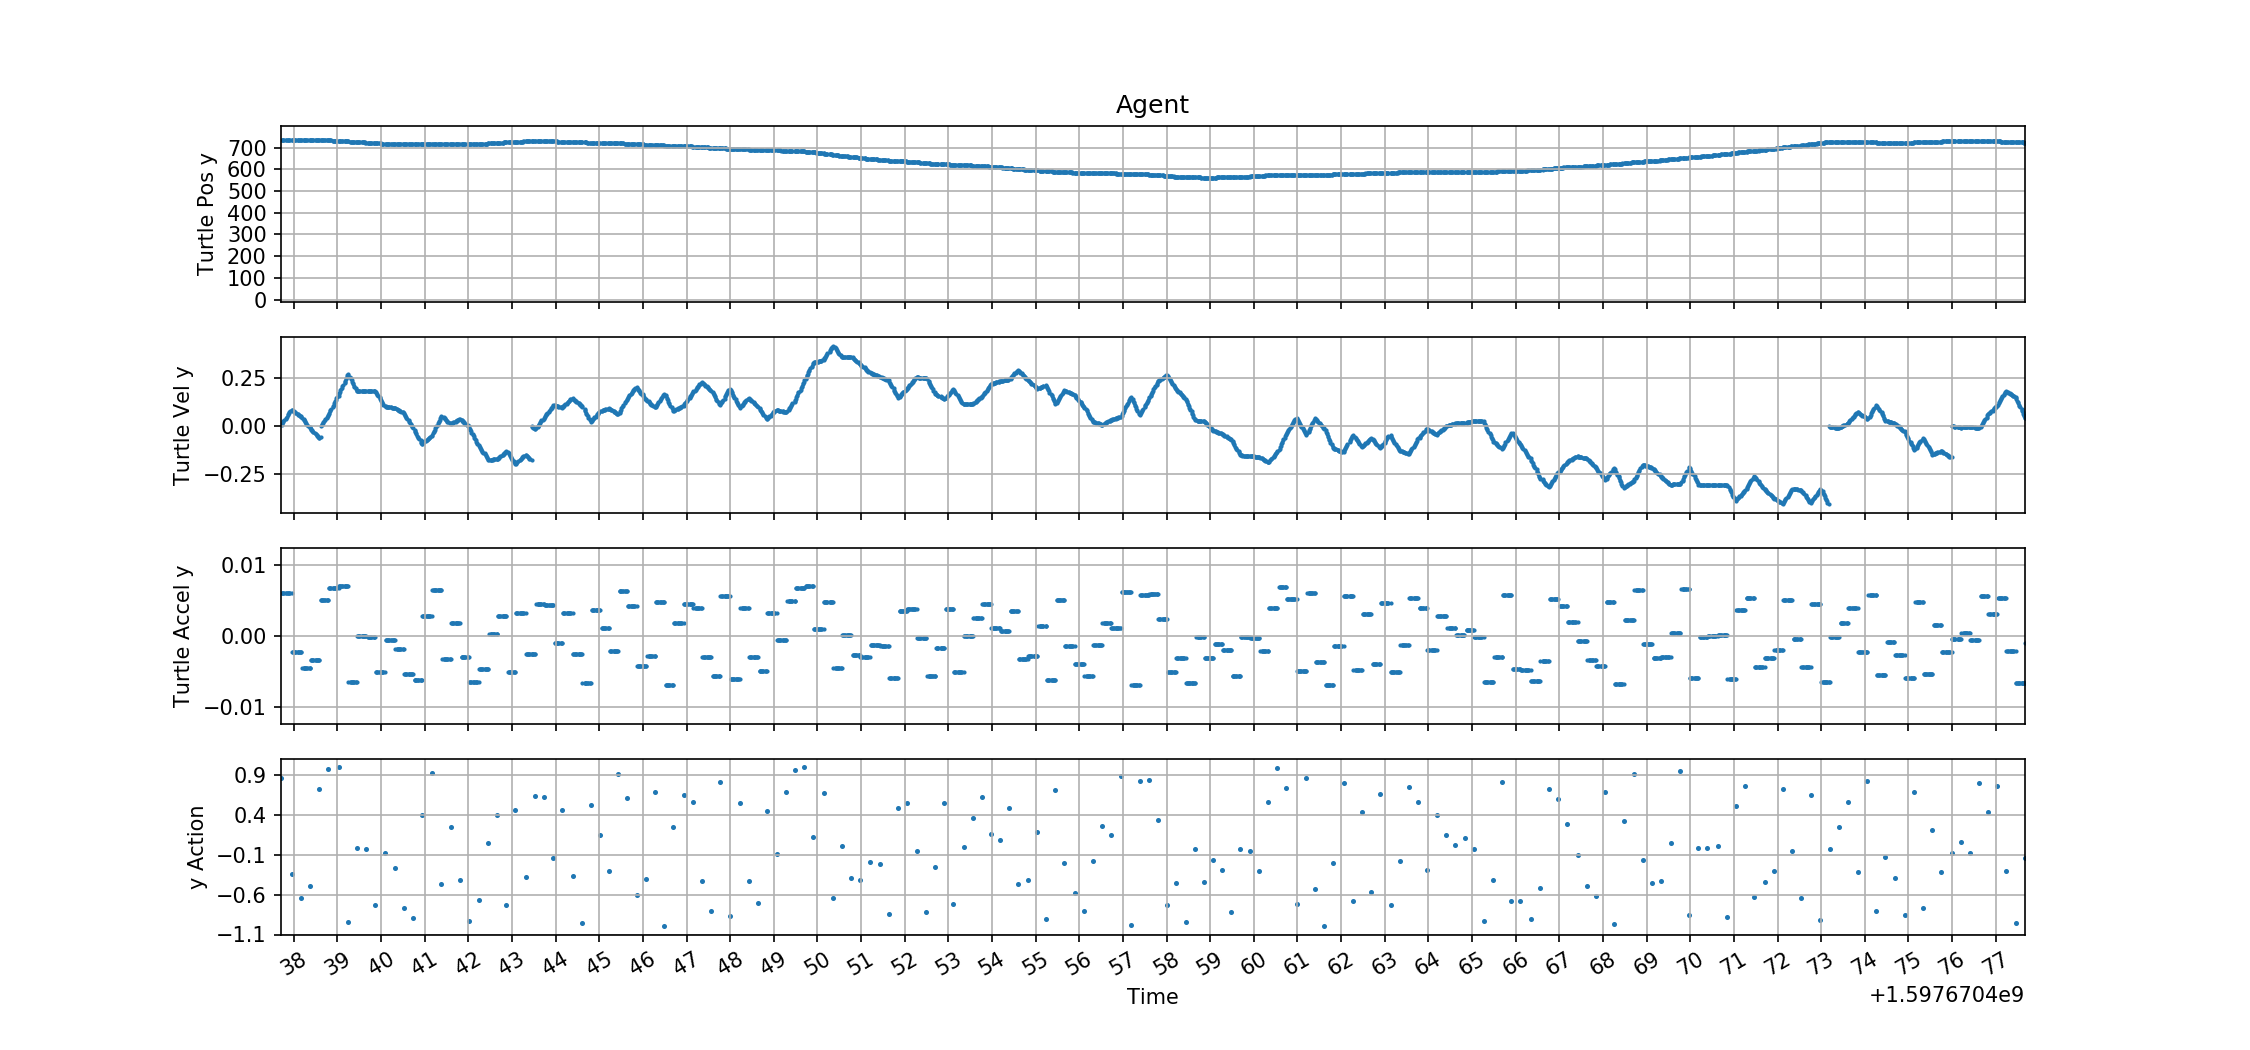 Agent
Turtle Pos y
700
600
500
400
300
200
100
0
Turtle Vel y
0.25
0.00
−0.25
Turtle Accel y
0.01
0.00
−0.01
y Action
0.9
0.4
−0.1
−0.6
−1.1
38 39 40 41 42 43 44 45 46 47 48 49 50 51 52 53 54 55 56 57 58 59 60 61 62 63 64 65 66 67 68 69 70 71 72 73 74 75 76 77
Time
+1.5976704e9